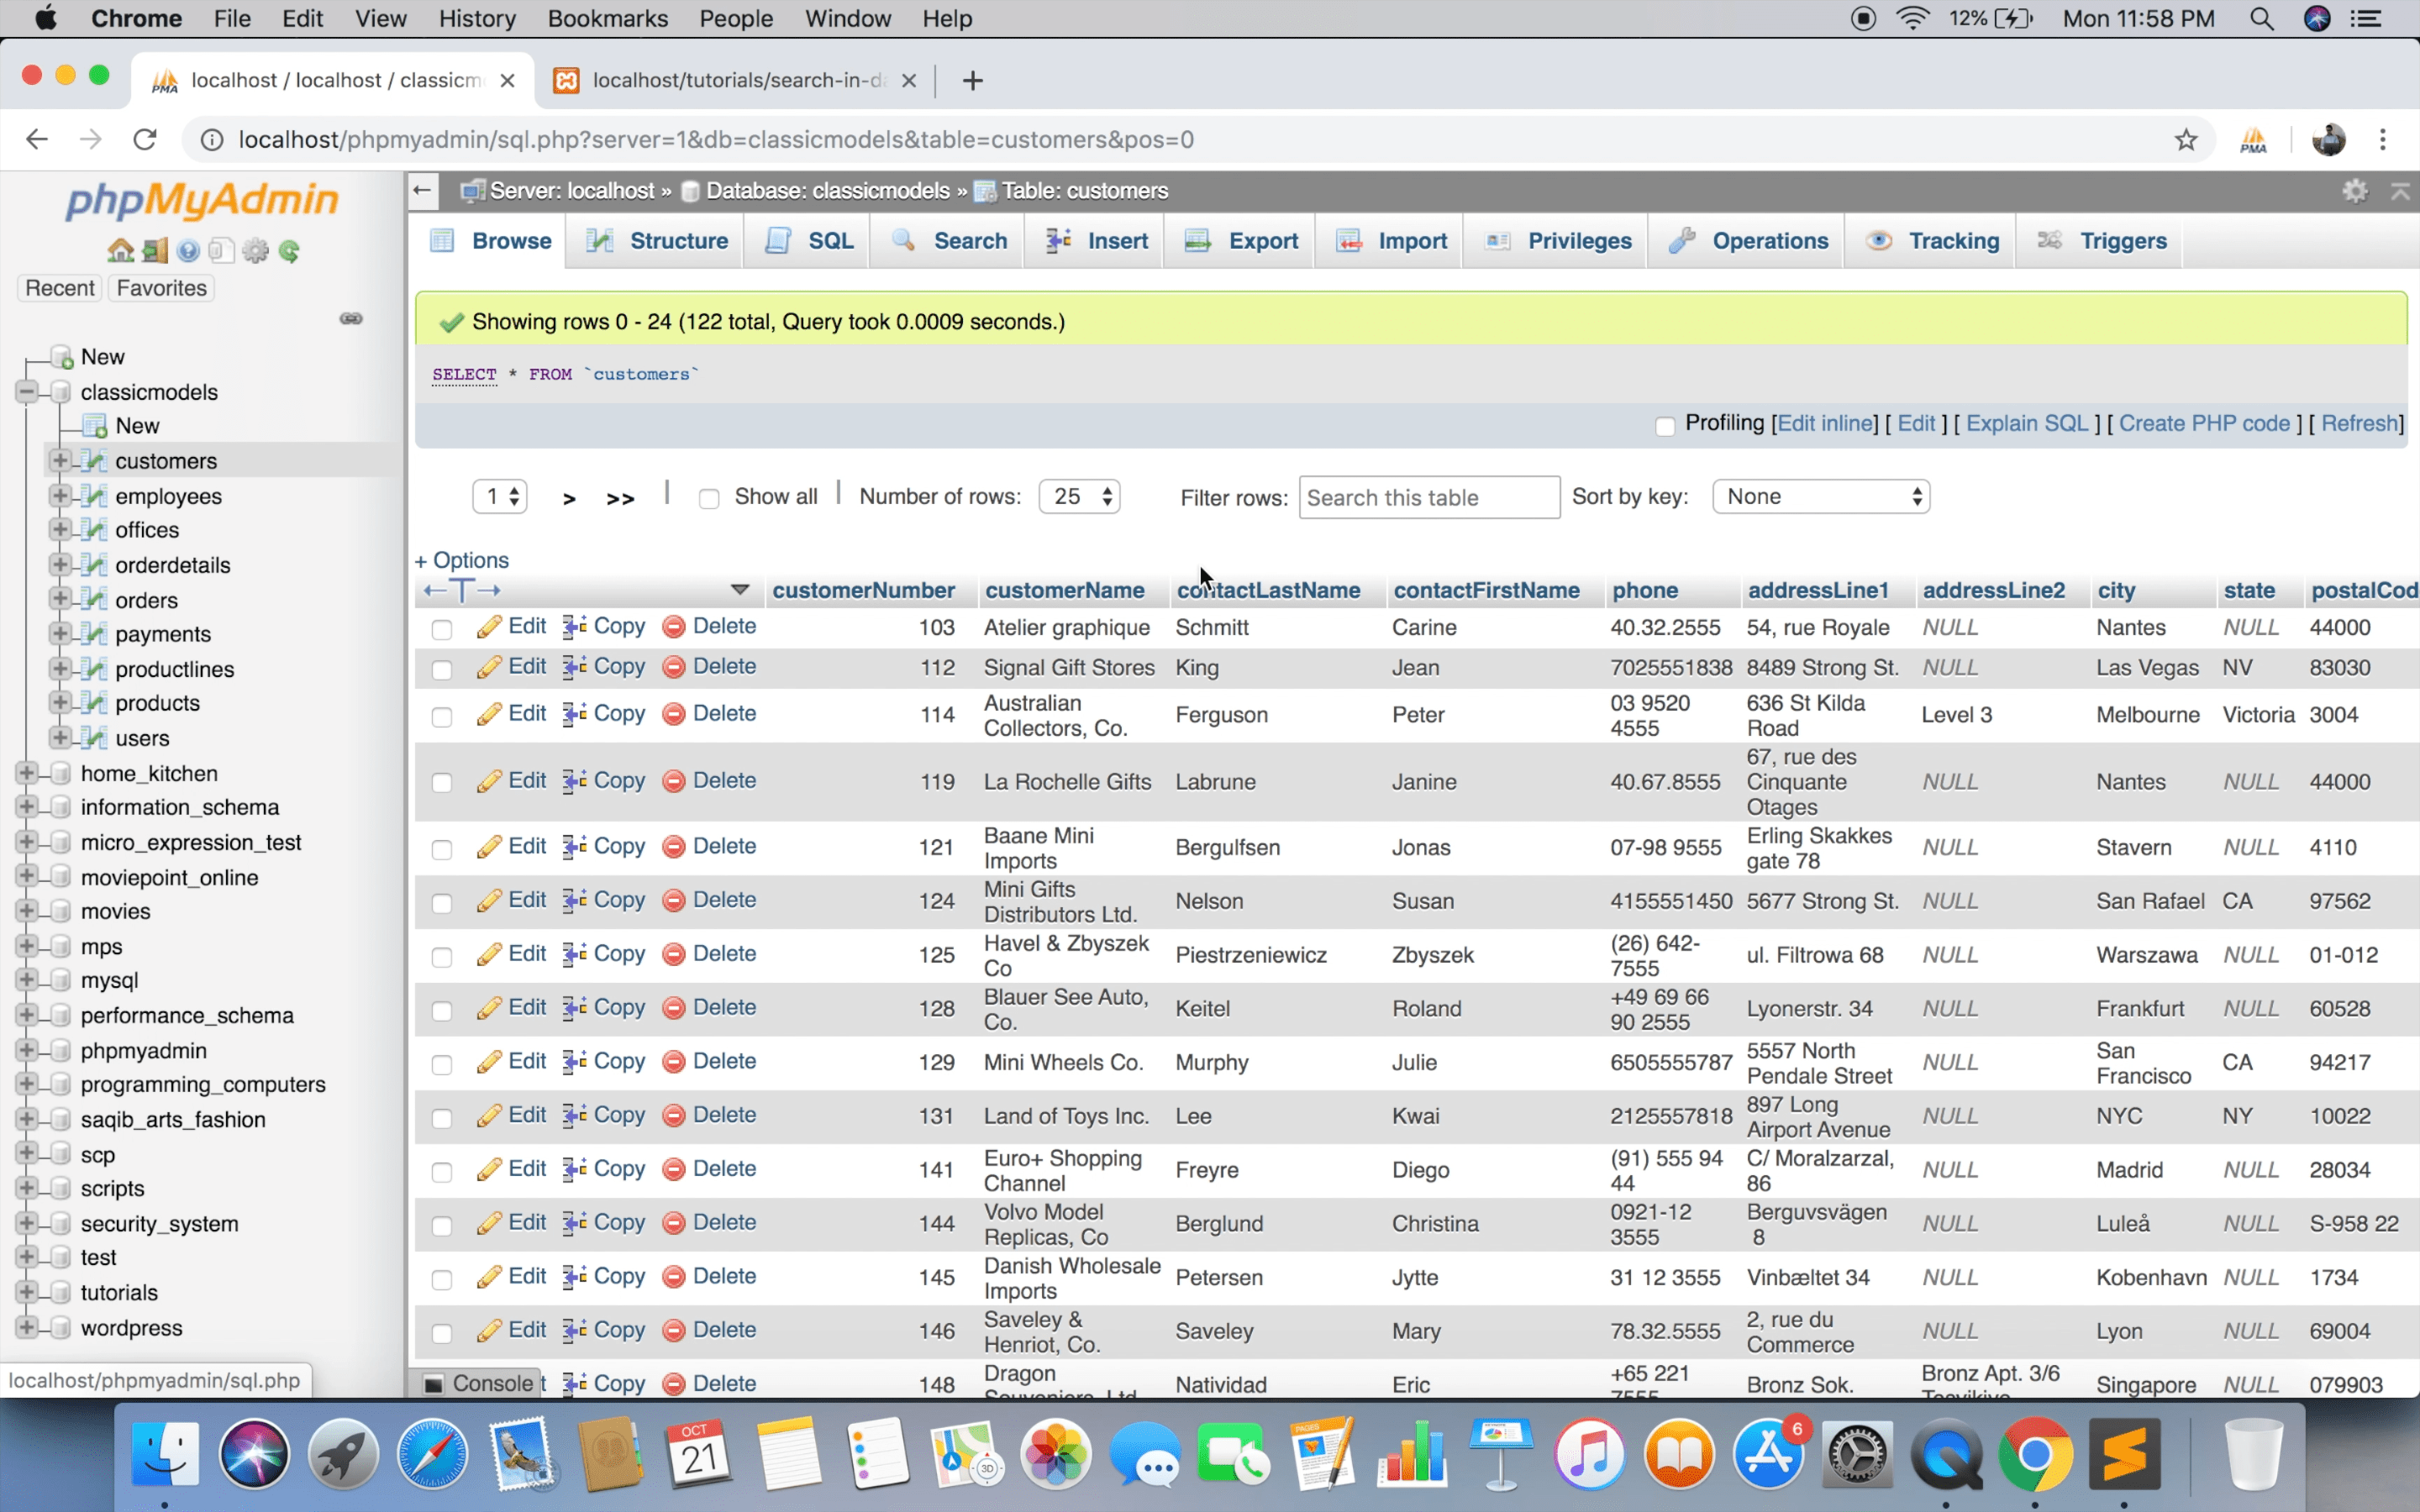 Chrome File Edit View History Bookmarks People Window Help 12% Mon 11:58 PM
PMA localhost / localhost / classicm localhost/tutorials/search-in-da
localhost/phpmyadmin/sql.php?server=1&db=classicmodels&table=customers&pos=0 PMA
phpMyAdmin
Recent Favorites
New
classicmodels
New
customers
employees
offices
orderdetails
orders
payments
productlines
products
users
home_kitchen
information_schema
micro_expression_test
moviepoint_online
movies
mps
mysql
performance_schema
phpmyadmin
programming_computers
saqib_arts_fashion
scp
scripts
security_system
test
tutorials
wordpress
localhost/phpmyadmin/sql.php
Server: localhost » Database: classicmodels » Table: customers
Browse Structure SQL Search Insert Export Import Privileges Operations Tracking Triggers
Showing rows 0 - 24 (122 total, Query took 0.0009 seconds.)
SELECT * FROM `customers`
Profiling [Edit inline] [ Edit ] [ Explain SQL ] [ Create PHP code ] [ Refresh]
1 > >> | Show all | Number of rows: 25 Filter rows: Search this table Sort by key: None
+ Options
←T→ customerNumber customerName contactLastName contactFirstName phone addressLine1 addressLine2 city state postalCod
Edit Copy Delete 103 Atelier graphique Schmitt Carine 40.32.2555 54, rue Royale NULL Nantes NULL 44000
Edit Copy Delete 112 Signal Gift Stores King Jean 7025551838 8489 Strong St. NULL Las Vegas NV 83030
Edit Copy Delete 114 Australian Collectors, Co. Ferguson Peter 03 9520 4555 636 St Kilda Road Level 3 Melbourne Victoria 3004
Edit Copy Delete 119 La Rochelle Gifts Labrune Janine 40.67.8555 67, rue des Cinquante Otages NULL Nantes NULL 44000
Edit Copy Delete 121 Baane Mini Imports Bergulfsen Jonas 07-98 9555 Erling Skakkes gate 78 NULL Stavern NULL 4110
Edit Copy Delete 124 Mini Gifts Distributors Ltd. Nelson Susan 4155551450 5677 Strong St. NULL San Rafael CA 97562
Edit Copy Delete 125 Havel & Zbyszek Co Piestrzeniewicz Zbyszek (26) 642-7555 ul. Filtrowa 68 NULL Warszawa NULL 01-012
Edit Copy Delete 128 Blauer See Auto, Co. Keitel Roland +49 69 66 90 2555 Lyonerstr. 34 NULL Frankfurt NULL 60528
Edit Copy Delete 129 Mini Wheels Co. Murphy Julie 6505555787 5557 North Pendale Street NULL San Francisco CA 94217
Edit Copy Delete 131 Land of Toys Inc. Lee Kwai 2125557818 897 Long Airport Avenue NULL NYC NY 10022
Edit Copy Delete 141 Euro+ Shopping Channel Freyre Diego (91) 555 94 44 C/ Moralzarzal, 86 NULL Madrid NULL 28034
Edit Copy Delete 144 Volvo Model Replicas, Co Berglund Christina 0921-12 3555 Berguvsvägen 8 NULL Luleå NULL S-958 22
Edit Copy Delete 145 Danish Wholesale Imports Petersen Jytte 31 12 3555 Vinbæltet 34 NULL Kobenhavn NULL 1734
Edit Copy Delete 146 Saveley & Henriot, Co. Saveley Mary 78.32.5555 2, rue du Commerce NULL Lyon NULL 69004
Console t Copy Delete 148 Dragon Natividad Eric +65 221 Bronz Sok. Bronz Apt. 3/6 Singapore NULL 079903
OCT 21 3D PAGES 6